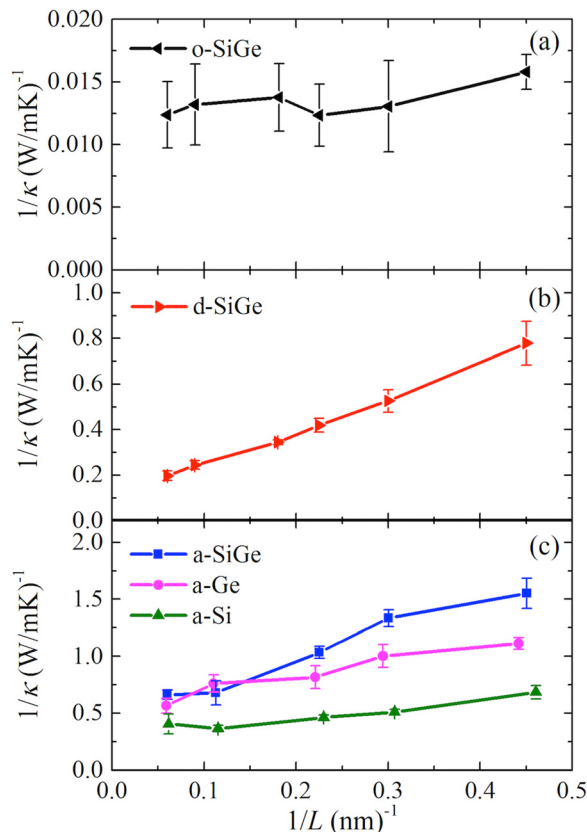 0.020
0.015
0.010
0.005
0.000
1/κ (W/mK)⁻¹
o-SiGe
(a)
1.0
0.8
0.6
0.4
0.2
0.0
1/κ (W/mK)⁻¹
d-SiGe
(b)
2.0
1.5
1.0
0.5
0.0
1/κ (W/mK)⁻¹
a-SiGe
a-Ge
a-Si
(c)
0.0 0.1 0.2 0.3 0.4 0.5
1/L (nm)⁻¹